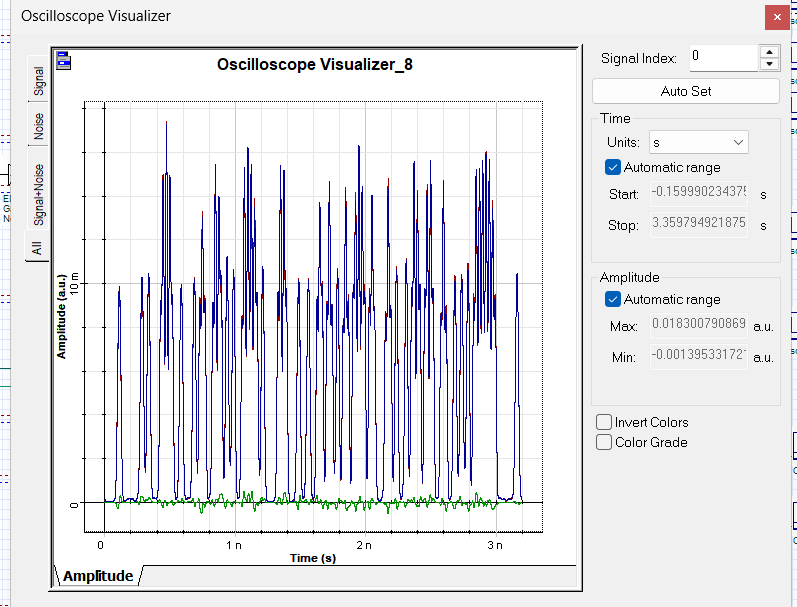 Oscilloscope Visualizer
Oscilloscope Visualizer_8
Signal
Noise
Signal+Noise
All
Amplitude (a.u.)
10 m
0
0
1 n
2 n
3 n
Time (s)
Amplitude
Signal Index: 0
Auto Set
Time
Units: s
Automatic range
Start: -0.15999023437 s
Stop: 3.359794921875 s
Amplitude
Automatic range
Max: 0.018300790869 a.u.
Min: -0.0013953317 a.u.
Invert Colors
Color Grade